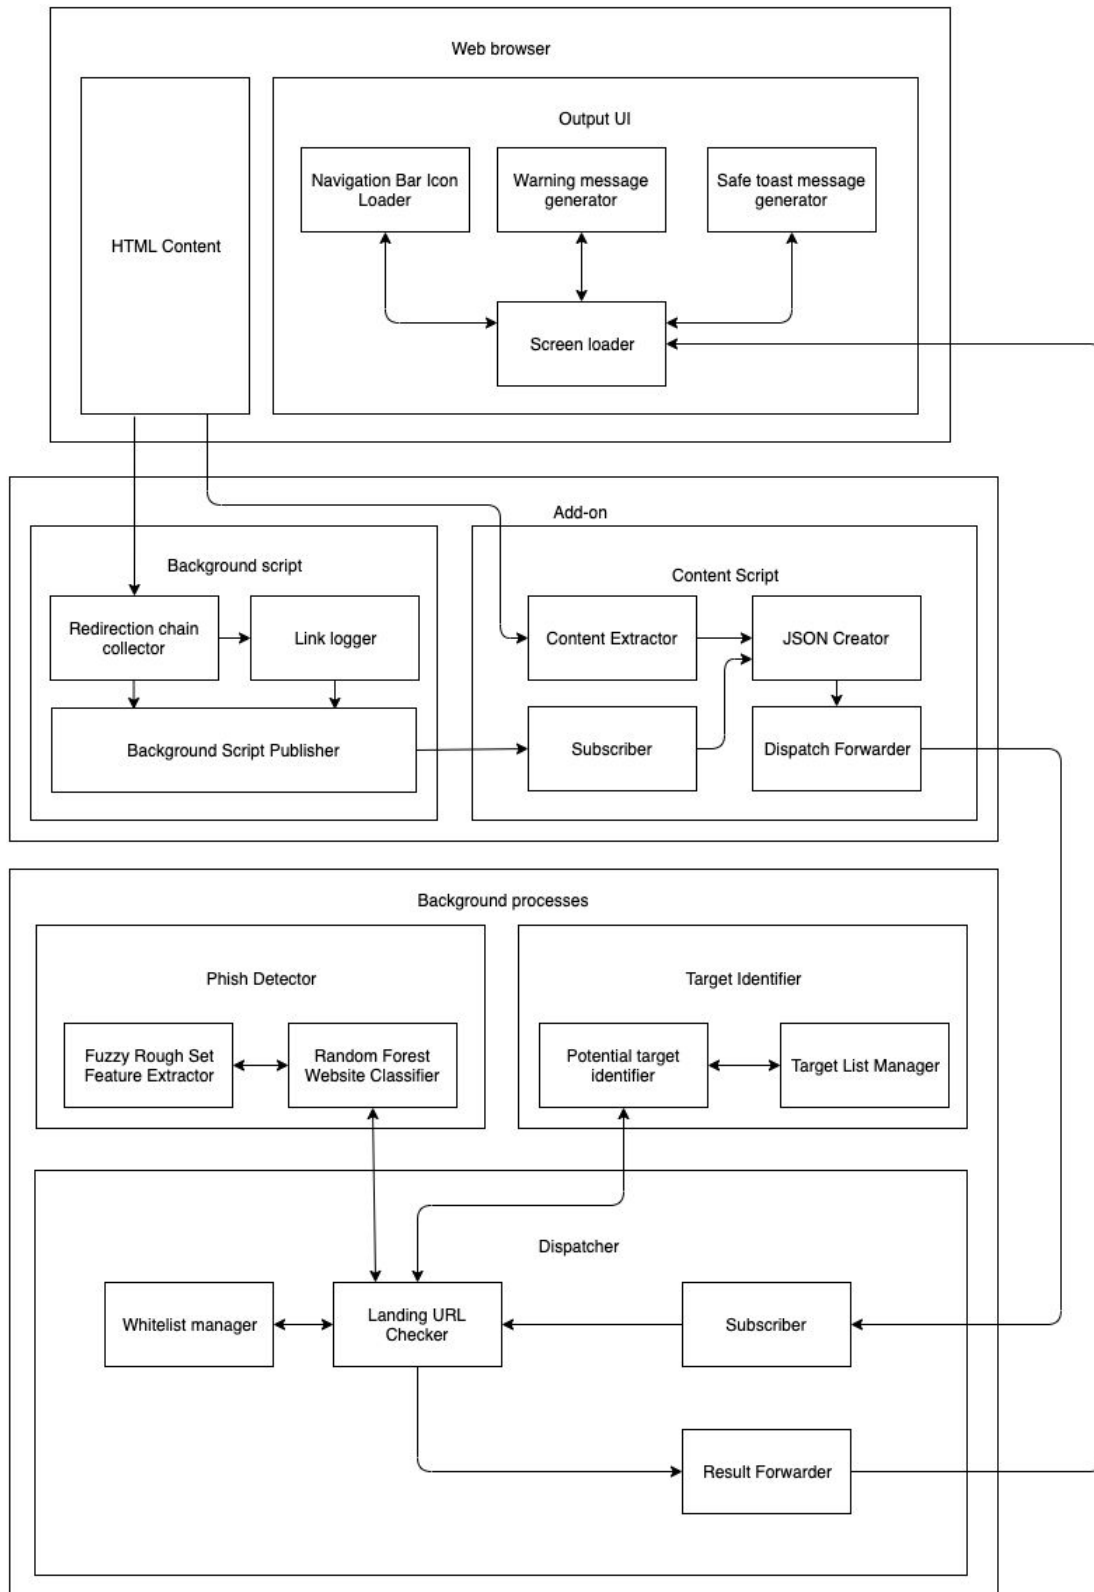 Web browser
Output UI
Navigation Bar Icon
Loader
Warning message
generator
Safe toast message
generator
HTML Content
Screen loader
Add-on
Background script
Content Script
Redirection chain
collector
Link logger
Content Extractor
JSON Creator
Background Script Publisher
Subscriber
Dispatch Forwarder
Background processes
Phish Detector
Target Identifier
Fuzzy Rough Set
Feature Extractor
Random Forest
Website Classifier
Potential target
identifier
Target List Manager
Dispatcher
Whitelist manager
Landing URL
Checker
Subscriber
Result Forwarder